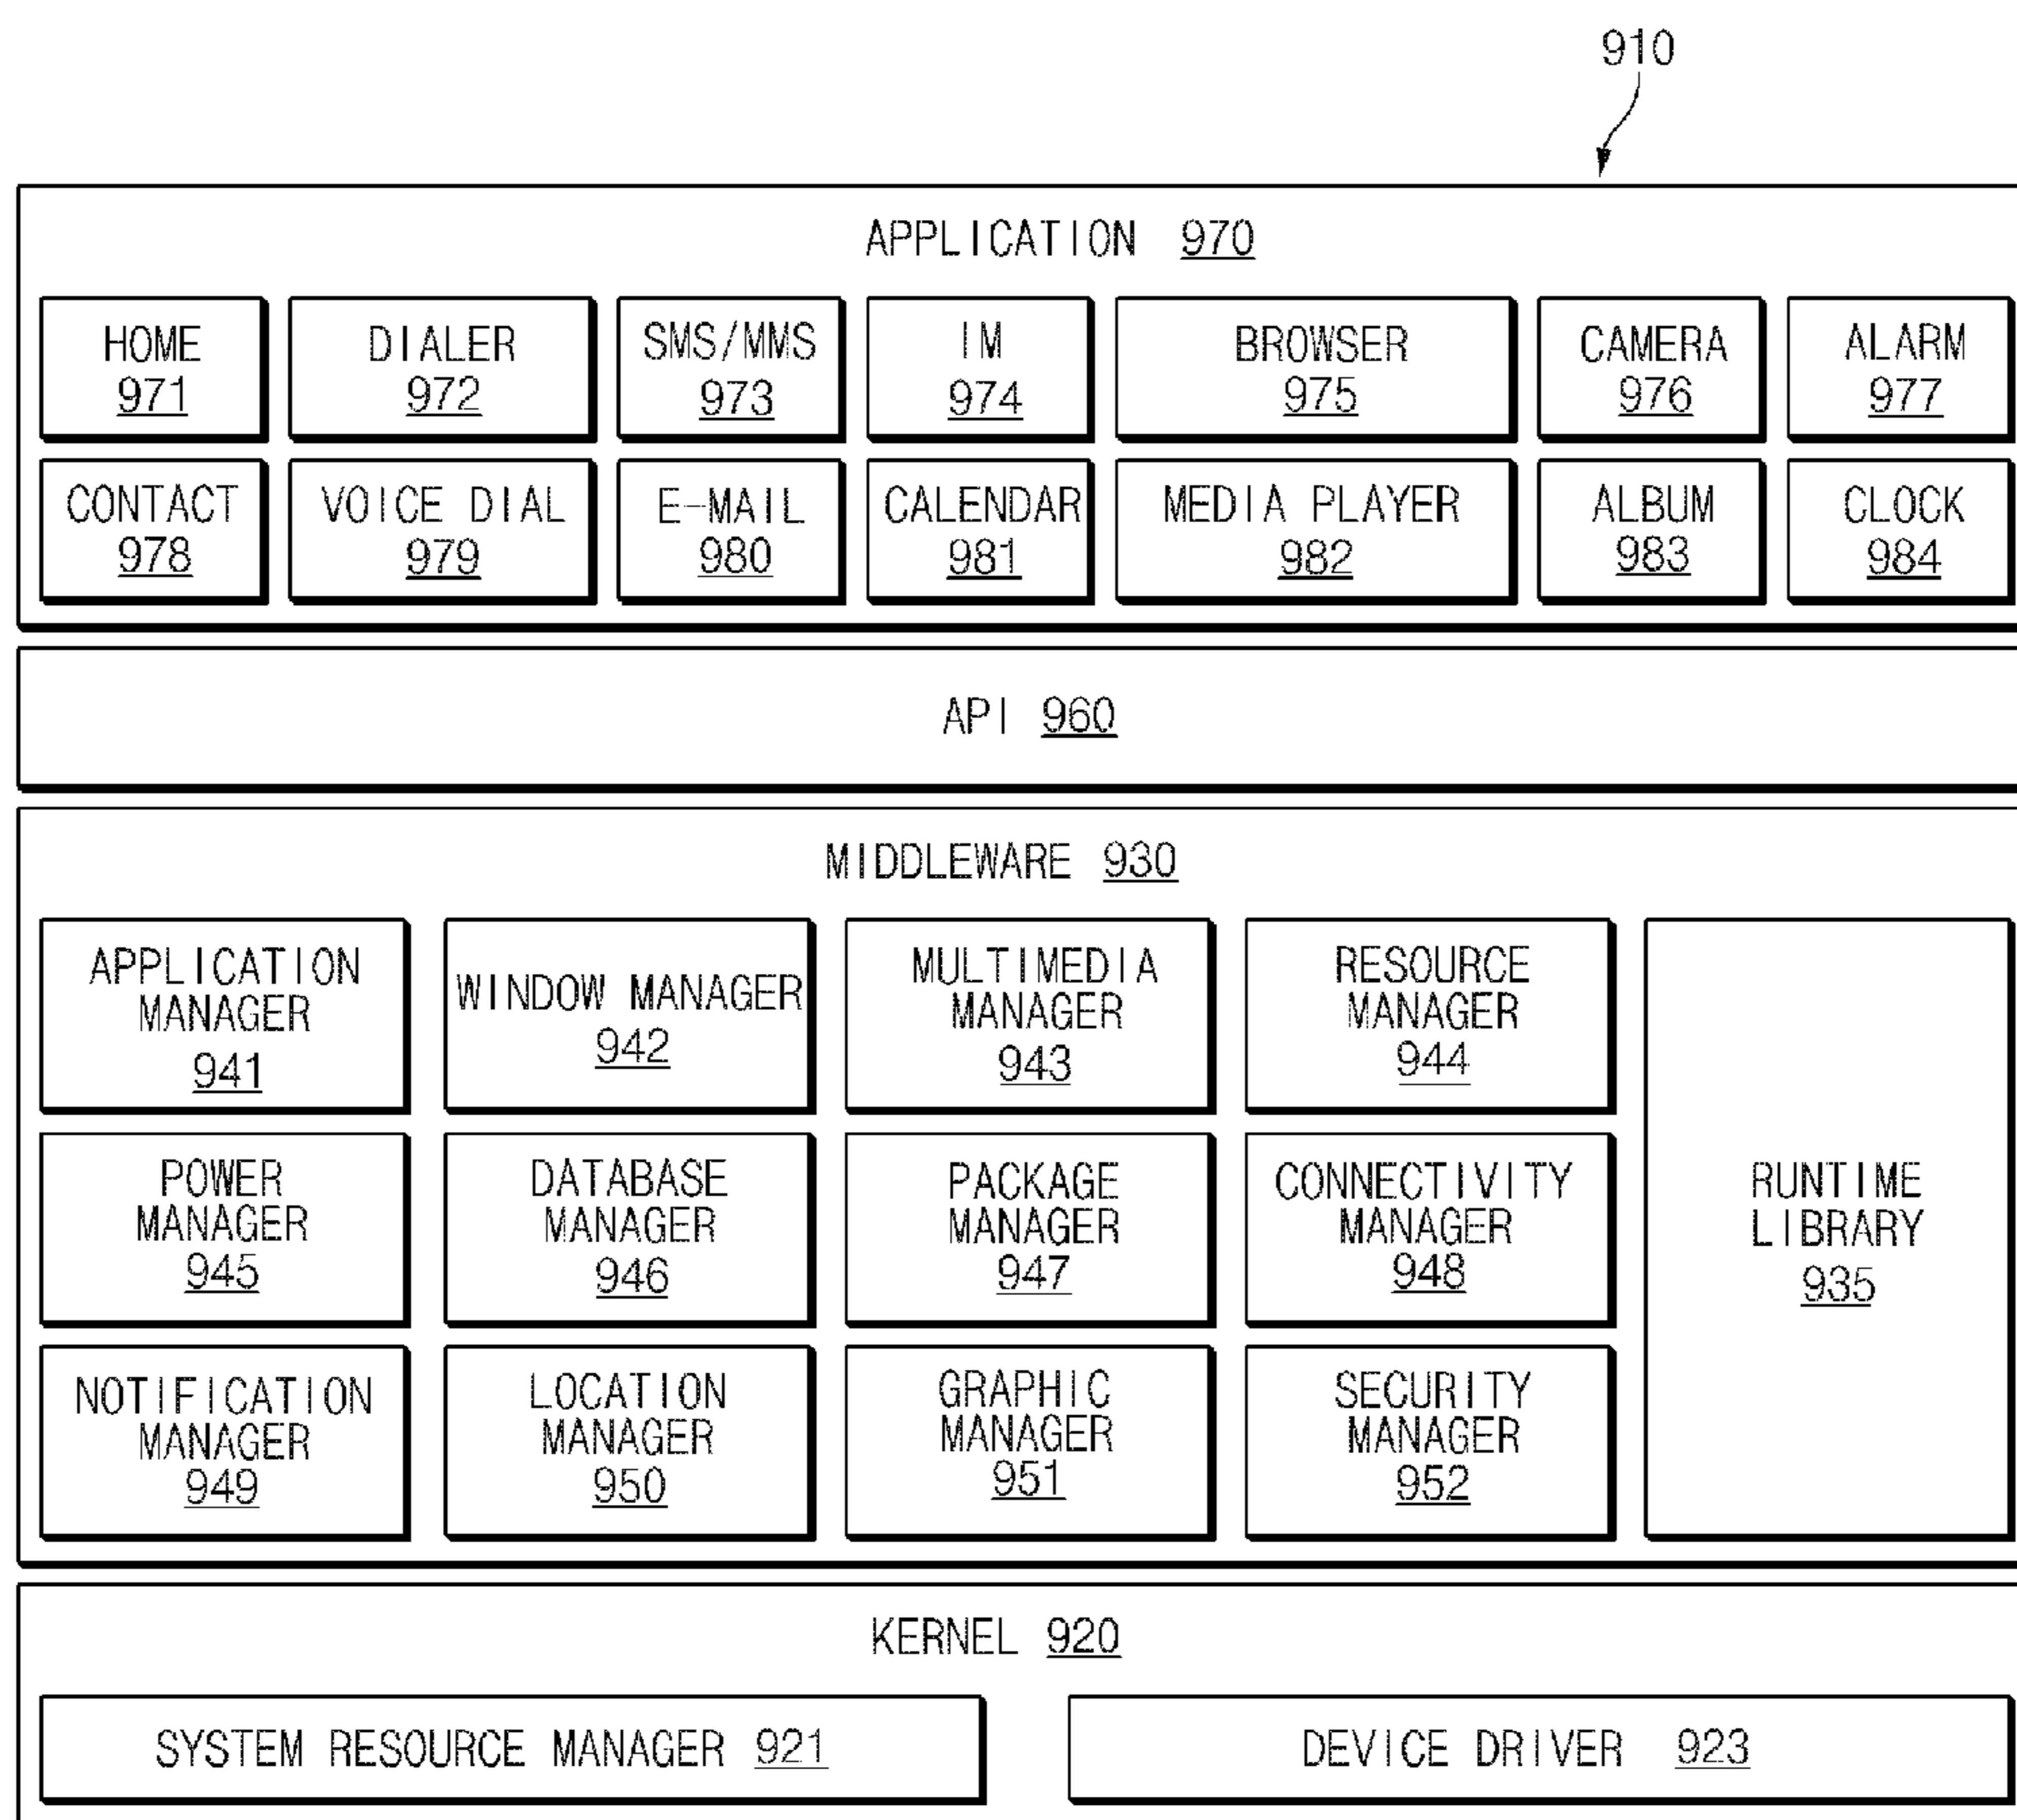 910
APPLICATION 970
HOME
971
DIALER
972
SMS/MMS
973
IM
974
BROWSER
975
CAMERA
976
ALARM
977
CONTACT
978
VOICE DIAL
979
E-MAIL
980
CALENDAR
981
MEDIA PLAYER
982
ALBUM
983
CLOCK
984
API 960
MIDDLEWARE 930
APPLICATION
MANAGER
941
WINDOW MANAGER
942
MULTIMEDIA
MANAGER
943
RESOURCE
MANAGER
944
POWER
MANAGER
945
DATABASE
MANAGER
946
PACKAGE
MANAGER
947
CONNECTIVITY
MANAGER
948
RUNTIME
LIBRARY
935
NOTIFICATION
MANAGER
949
LOCATION
MANAGER
950
GRAPHIC
MANAGER
951
SECURITY
MANAGER
952
KERNEL 920
SYSTEM RESOURCE MANAGER 921
DEVICE DRIVER 923